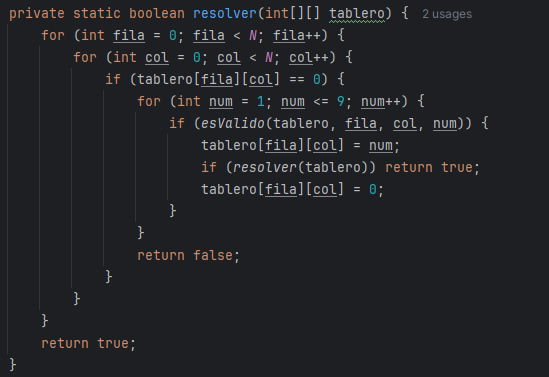 private static boolean resolver(int[][] tablero) {  2 usages
    for (int fila = 0; fila < N; fila++) {
        for (int col = 0; col < N; col++) {
            if (tablero[fila][col] == 0) {
                for (int num = 1; num <= 9; num++) {
                    if (esValido(tablero, fila, col, num)) {
                        tablero[fila][col] = num;
                        if (resolver(tablero)) return true;
                        tablero[fila][col] = 0;
                    }
                }
                return false;
            }
        }
    }
    return true;
}